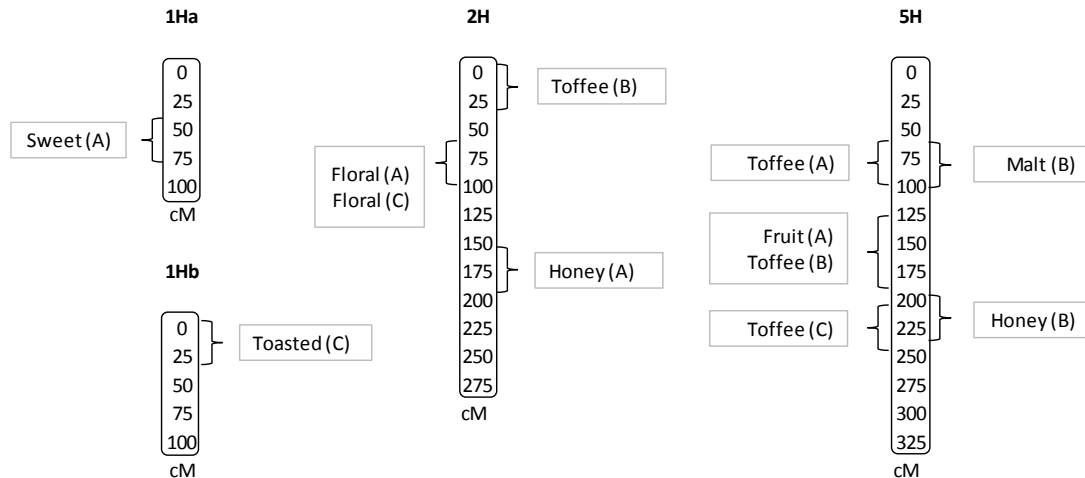 1Ha
0
25
50
75
100
cM
Sweet (A)
1Hb
0
25
50
75
100
cM
Toasted (C)
2H
0
25
50
75
100
125
150
175
200
225
250
275
cM
Toffee (B)
Floral (A)
Floral (C)
Honey (A)
5H
0
25
50
75
100
125
150
175
200
225
250
275
300
325
cM
Toffee (A)
Malt (B)
Fruit (A)
Toffee (B)
Toffee (C)
Honey (B)